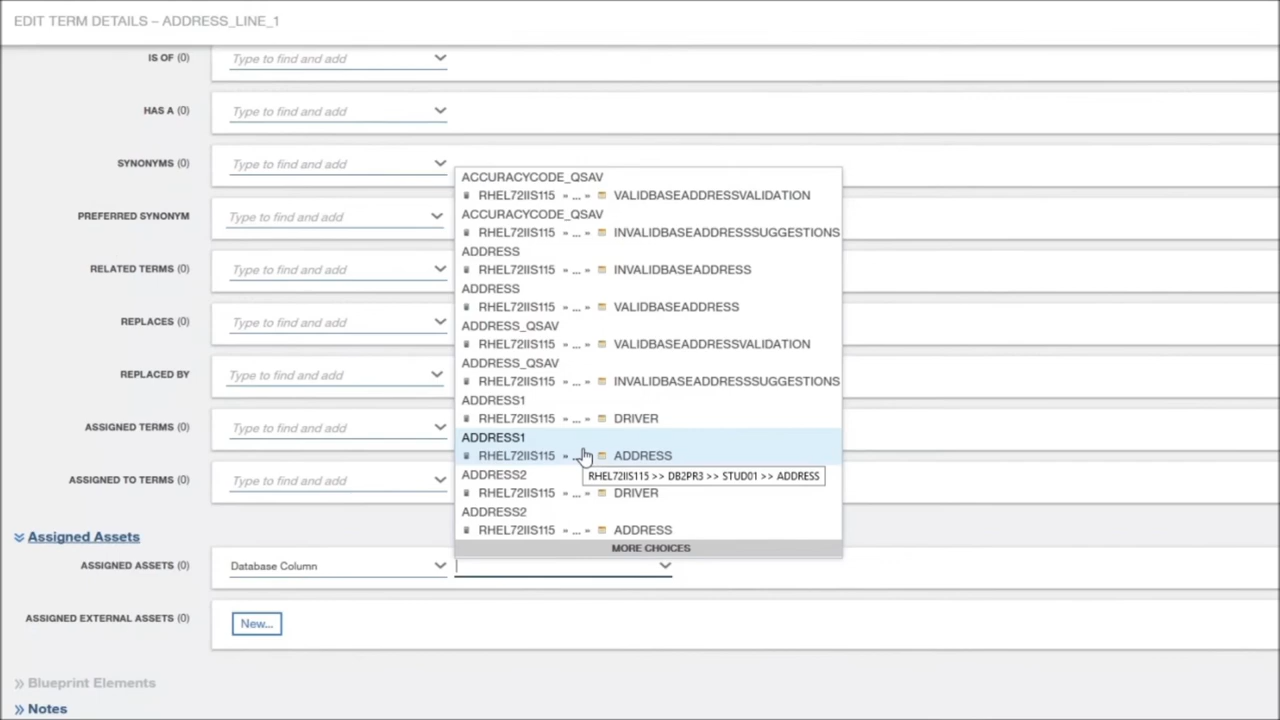 EDIT TERM DETAILS – ADDRESS_LINE_1
IS OF (0) Type to find and add
HAS A (0) Type to find and add
SYNONYMS (0) Type to find and add
PREFERRED SYNONYM Type to find and add
RELATED TERMS (0) Type to find and add
REPLACES (0) Type to find and add
REPLACED BY Type to find and add
ASSIGNED TERMS (0) Type to find and add
ASSIGNED TO TERMS (0) Type to find and add
ACCURACYCODE_QSAV
RHEL72IIS115 » ... » VALIDBASEADDRESSVALIDATION
ACCURACYCODE_QSAV
RHEL72IIS115 » ... » INVALIDBASEADDRESSSUGGESTIONS
ADDRESS
RHEL72IIS115 » ... » INVALIDBASEADDRESS
ADDRESS
RHEL72IIS115 » ... » VALIDBASEADDRESS
ADDRESS_QSAV
RHEL72IIS115 » ... » VALIDBASEADDRESSVALIDATION
ADDRESS_QSAV
RHEL72IIS115 » ... » INVALIDBASEADDRESSSUGGESTIONS
ADDRESS1
RHEL72IIS115 » ... » DRIVER
ADDRESS1
RHEL72IIS115 » ... ADDRESS
RHEL72IIS115 >> DB2PR3 >> STUD01 >> ADDRESS
ADDRESS2
RHEL72IIS115 » ... » DRIVER
ADDRESS2
RHEL72IIS115 » ... » ADDRESS
MORE CHOICES
Assigned Assets
ASSIGNED ASSETS (0) Database Column
ASSIGNED EXTERNAL ASSETS (0) New...
» Blueprint Elements
» Notes